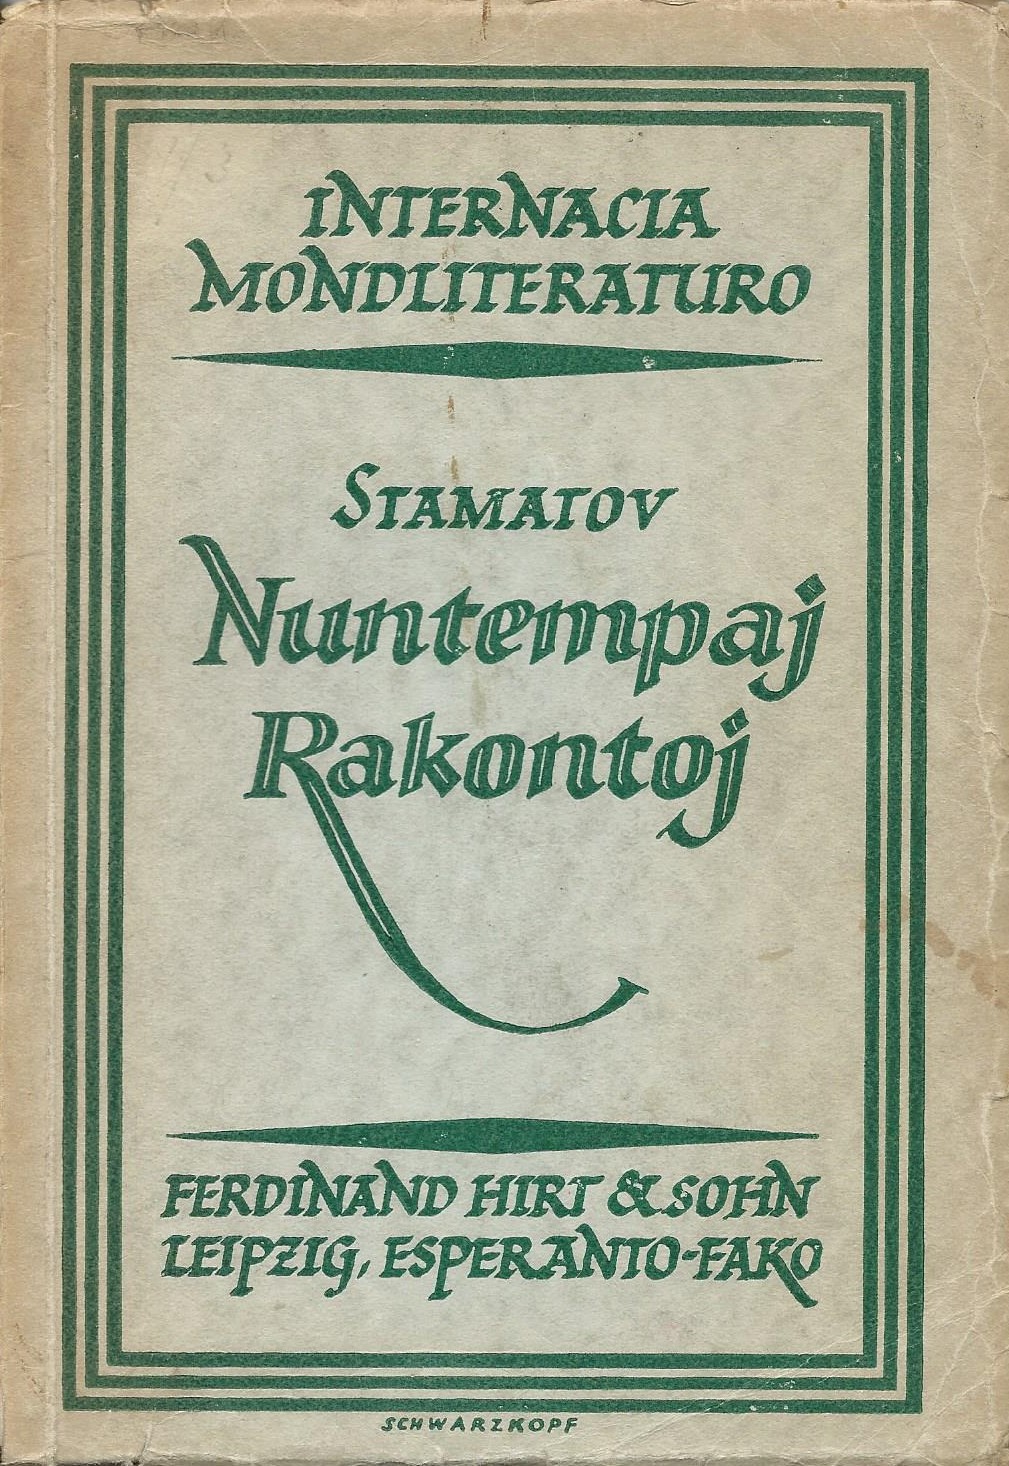 INTERNACIA
MONDLITERATURO
STAMATOV
Nuntempaj
Rakontoj
FERDINAND HIRT & SOHN
LEIPZIG, ESPERANTO-FAKO
SCHWARZKOPF